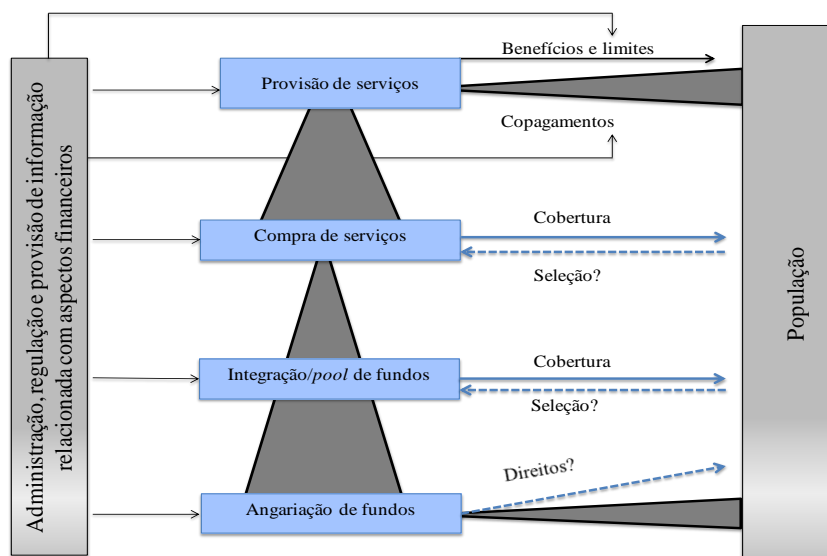 Administração, regulação e provisão de informação
relacionada com aspectos financeiros
Benefícios e limites
Provisão de serviços
Copagamentos
Cobertura
Compra de serviços
Seleção?
Cobertura
Integração/pool de fundos
Seleção?
Direitos?
Angariação de fundos
População